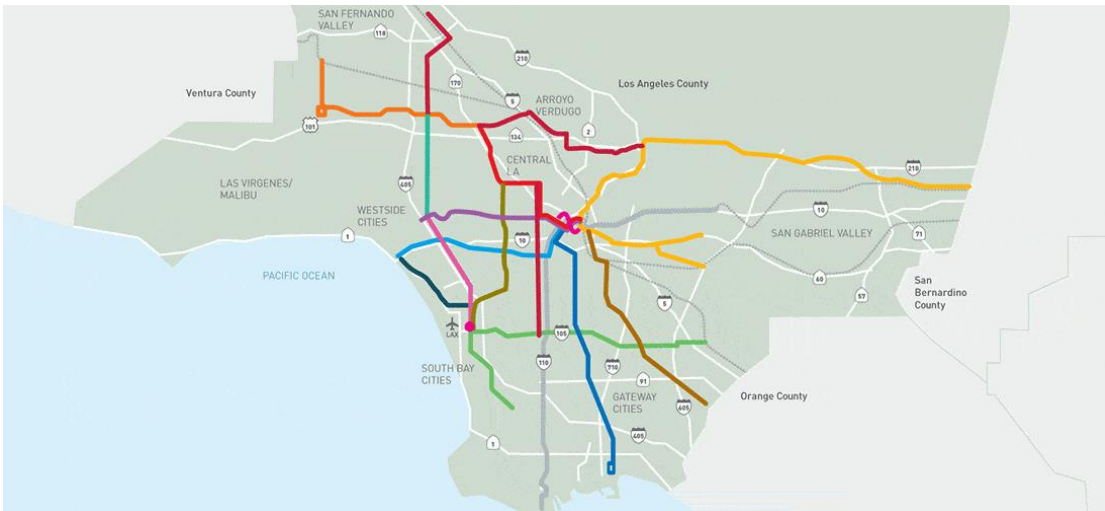 SAN FERNANDO
VALLEY
118
210
170
Ventura County
5
Los Angeles County
ARROYO
VERDUGO
101
134
2
CENTRAL
LA
210
LAS VIRGENES/
MALIBU
405
WESTSIDE
CITIES
10
1
10
SAN GABRIEL VALLEY
71
PACIFIC OCEAN
60
San
Bernardino
County
57
5
LAX
105
110
710
SOUTH BAY
CITIES
91
GATEWAY
CITIES
605
Orange County
405
1